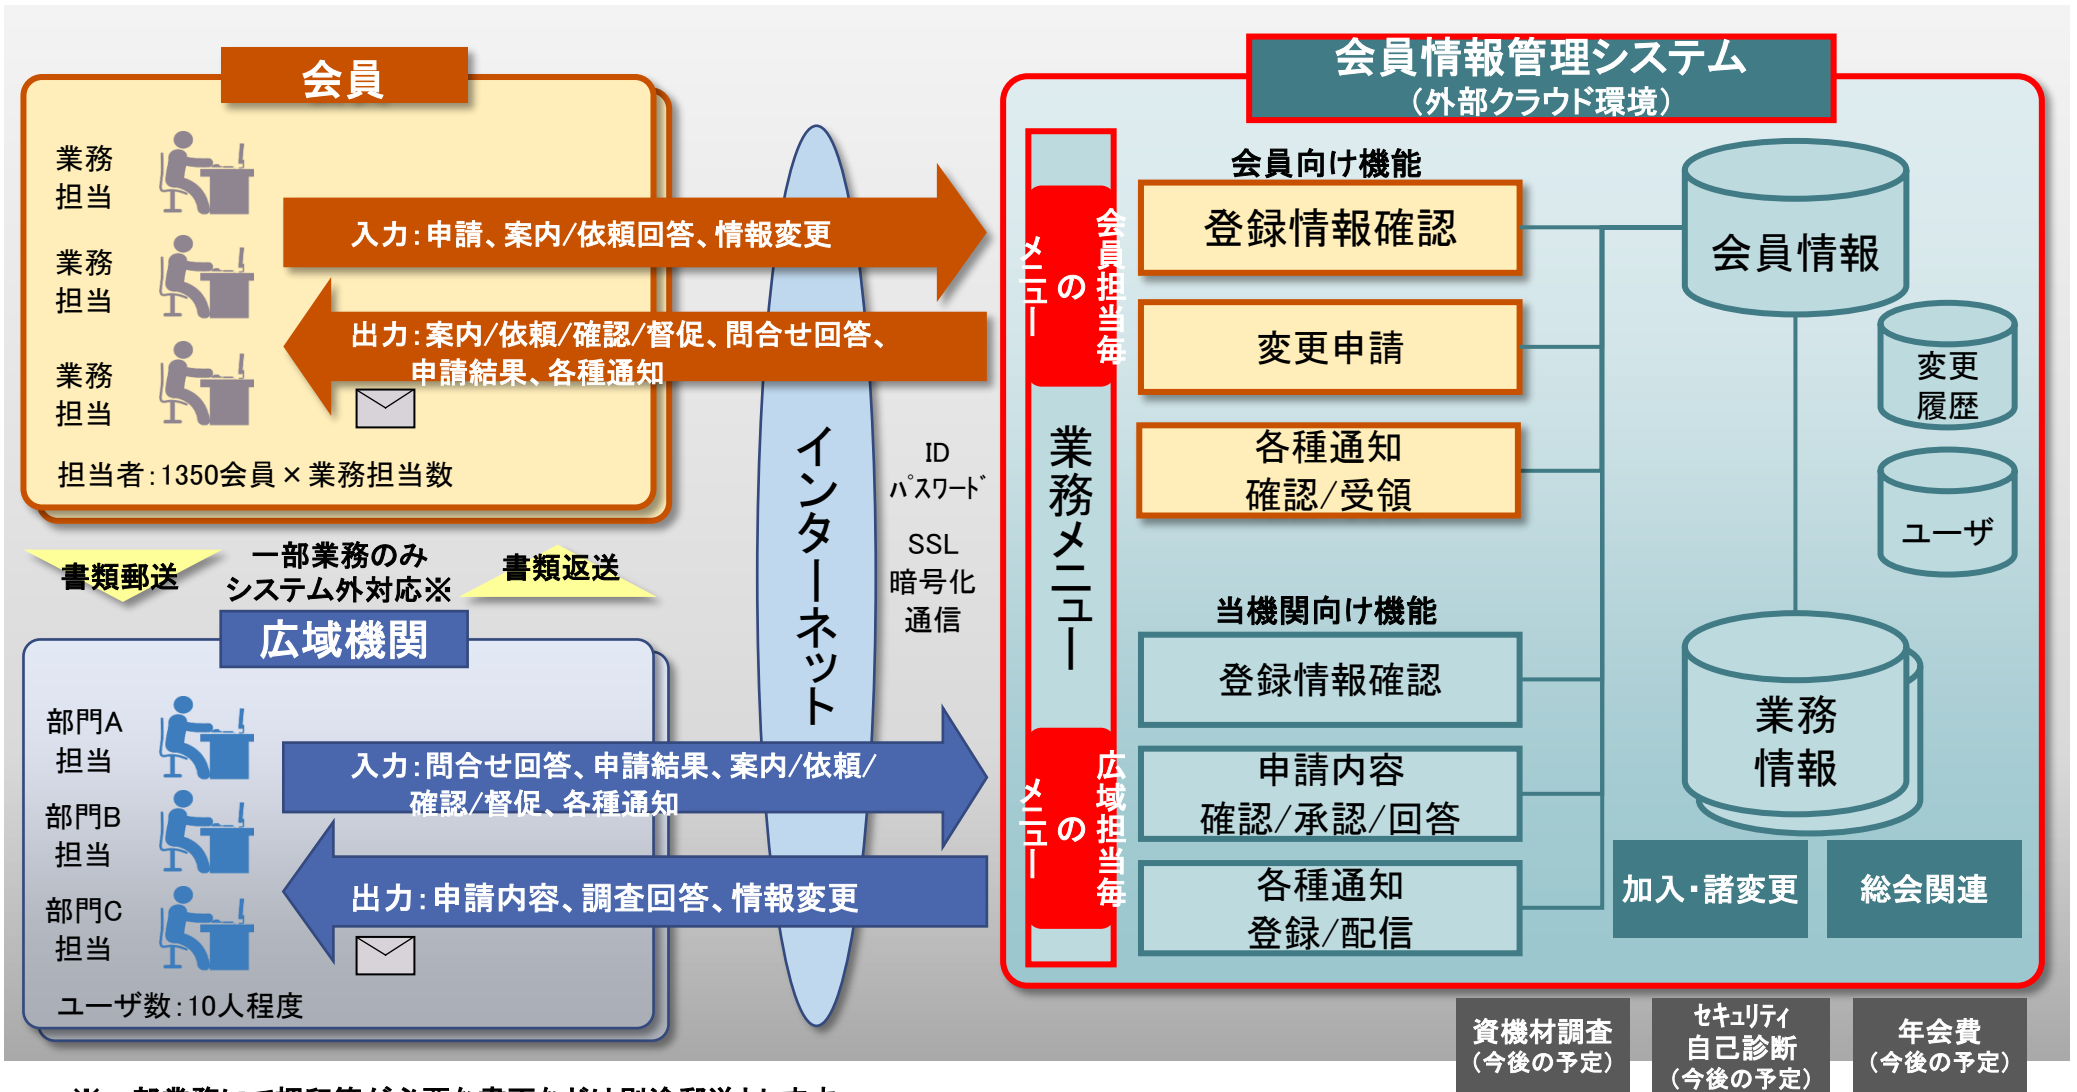 会員
業務
担当
業務
担当
業務
担当
入力：申請、案内/依頼回答、情報変更
出力：案内/依頼/確認/督促、問合せ回答、
申請結果、各種通知
担当者：1350会員×業務担当数
書類郵送
一部業務のみ
システム外対応※
書類返送
広域機関
部門A
担当
部門B
担当
部門C
担当
入力：問合せ回答、申請結果、案内/依頼/
確認/督促、各種通知
出力：申請内容、調査回答、情報変更
ユーザ数：10人程度
インターネット
ID
ﾊﾟｽﾜｰﾄﾞ
SSL
暗号化
通信
会員情報管理システム
（外部クラウド環境）
会員担当毎
の
メニュー
業務メニュー
広域担当毎
の
メニュー
会員向け機能
登録情報確認
変更申請
各種通知
確認/受領
当機関向け機能
登録情報確認
申請内容
確認/承認/回答
各種通知
登録/配信
会員情報
変更
履歴
ユーザ
業務
情報
加入・諸変更
総会関連
資機材調査
（今後の予定）
セキュリティ
自己診断
（今後の予定）
年会費
（今後の予定）